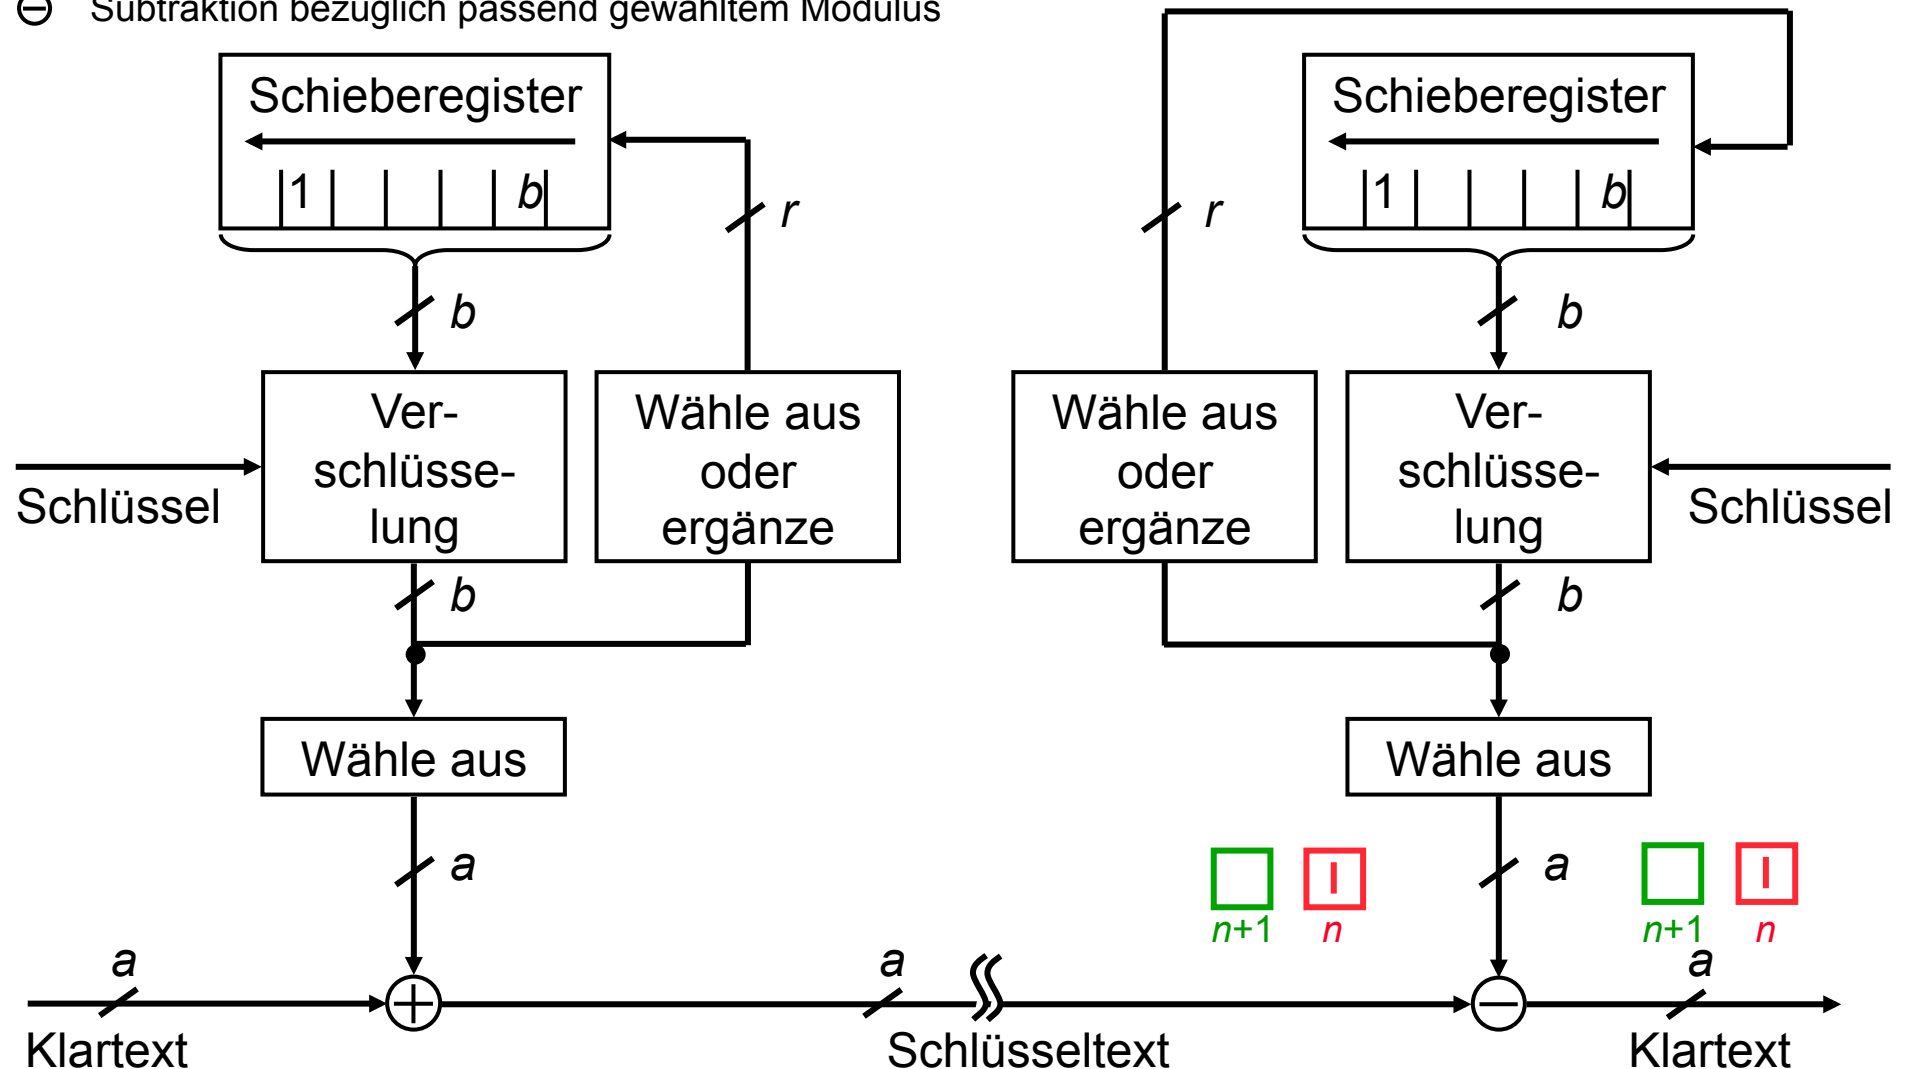 ⊖ Subtraktion bezüglich passend gewähltem Modulus
Schieberegister
1 b
r
b
Ver-
schlüsse-
lung
Wähle aus
oder
ergänze
Schlüssel
b
Wähle aus
a
a
Klartext
a
Schlüsseltext
Schieberegister
1 b
r
b
Wähle aus
oder
ergänze
Ver-
schlüsse-
lung
Schlüssel
b
Wähle aus
a
I
n+1 n
I
n+1 n
a
Klartext